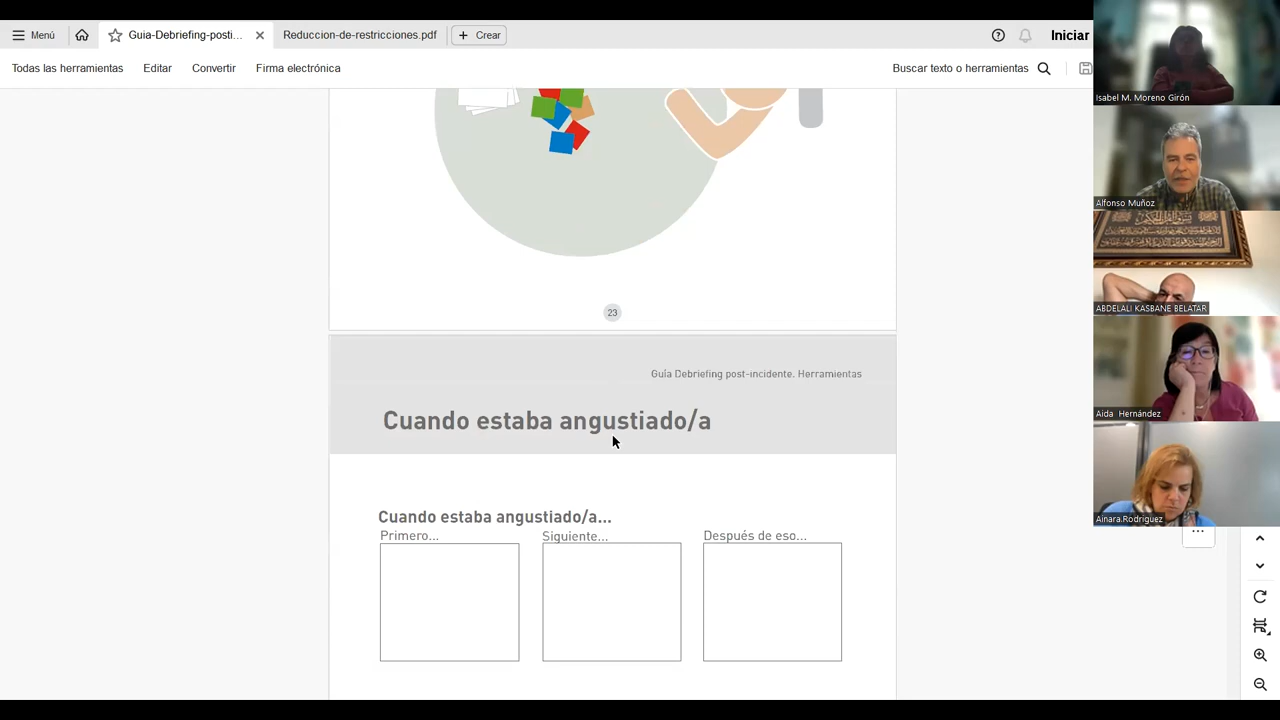 Menú
Guia-Debriefing-posti...
Reduccion-de-restricciones.pdf
Crear
Iniciar
Todas las herramientas
Editar
Convertir
Firma electrónica
Buscar texto o herramientas
23
Guía Debriefing post-incidente. Herramientas
Cuando estaba angustiado/a
Cuando estaba angustiado/a...
Primero...
Siguiente...
Después de eso...
Isabel M. Moreno Girón
Alfonso Muñoz
ABDELALI KASBANE BELATAR
Aida Hernández
Ainara.Rodriguez